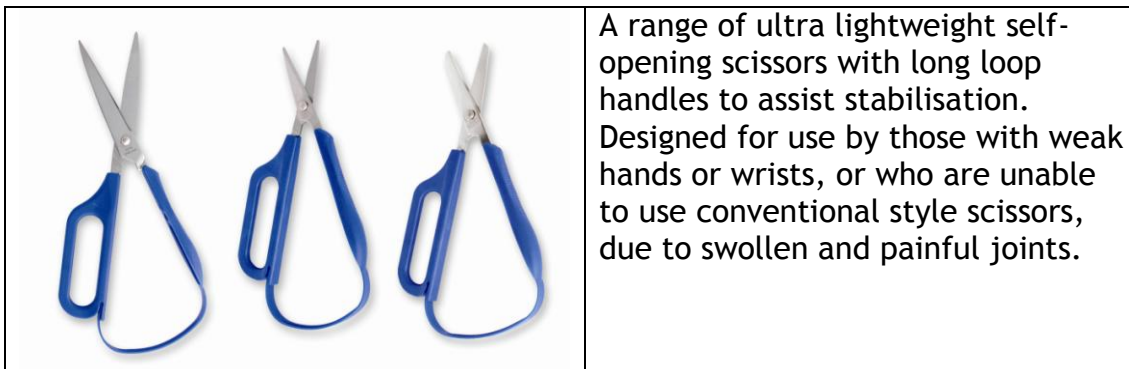 A range of ultra lightweight self-
opening scissors with long loop
handles to assist stabilisation.
Designed for use by those with weak
hands or wrists, or who are unable
to use conventional style scissors,
due to swollen and painful joints.